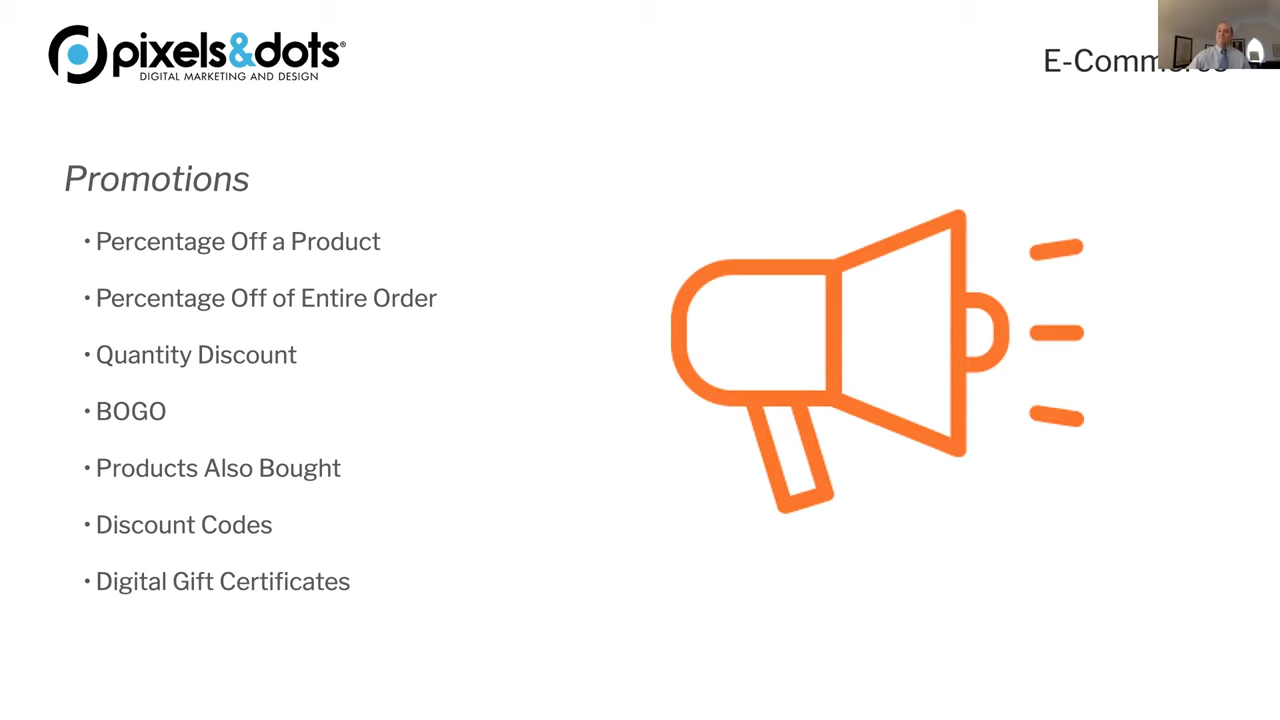 pixels&dots®
DIGITAL MARKETING AND DESIGN
Promotions
• Percentage Off a Product
• Percentage Off of Entire Order
• Quantity Discount
• BOGO
• Products Also Bought
• Discount Codes
• Digital Gift Certificates